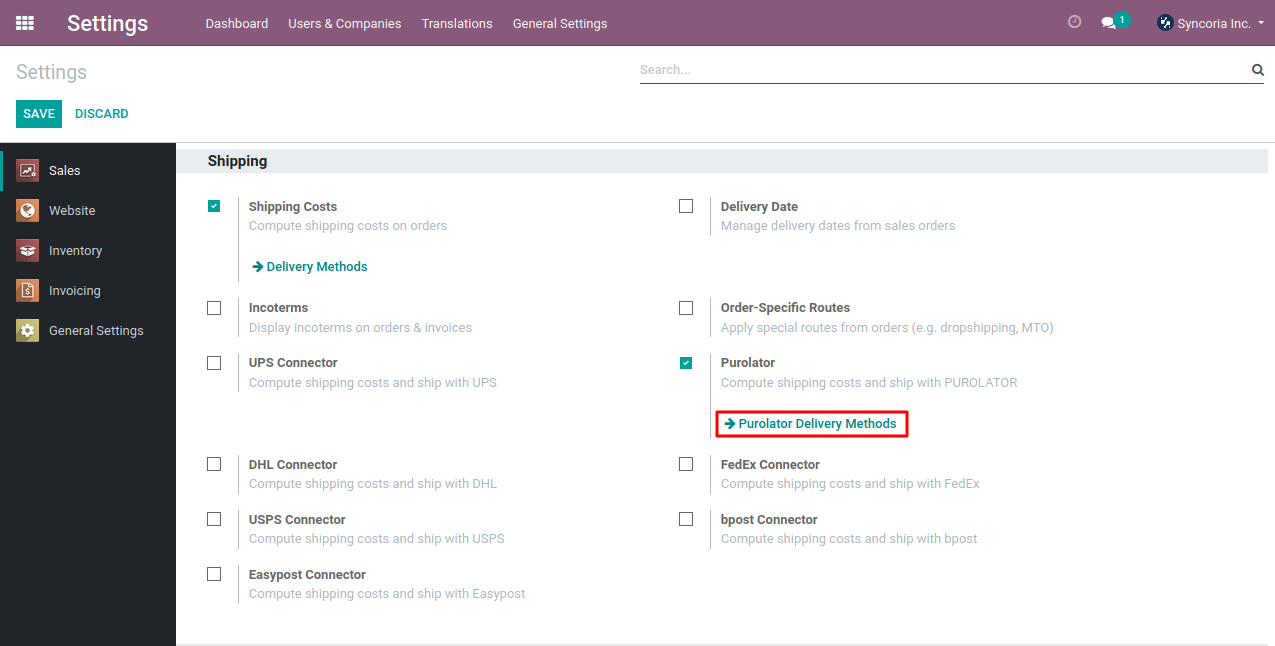 Settings
Dashboard
Users & Companies
Translations
General Settings
1
Syncoria Inc.
Settings
Search...
SAVE
DISCARD
Sales
Website
Inventory
Invoicing
General Settings
Shipping
Shipping Costs
Compute shipping costs on orders
Delivery Methods
Delivery Date
Manage delivery dates from sales orders
Incoterms
Display incoterms on orders & invoices
Order-Specific Routes
Apply special routes from orders (e.g. dropshipping, MTO)
UPS Connector
Compute shipping costs and ship with UPS
Purolator
Compute shipping costs and ship with PUROLATOR
Purolator Delivery Methods
DHL Connector
Compute shipping costs and ship with DHL
FedEx Connector
Compute shipping costs and ship with FedEx
USPS Connector
Compute shipping costs and ship with USPS
bpost Connector
Compute shipping costs and ship with bpost
Easypost Connector
Compute shipping costs and ship with Easypost